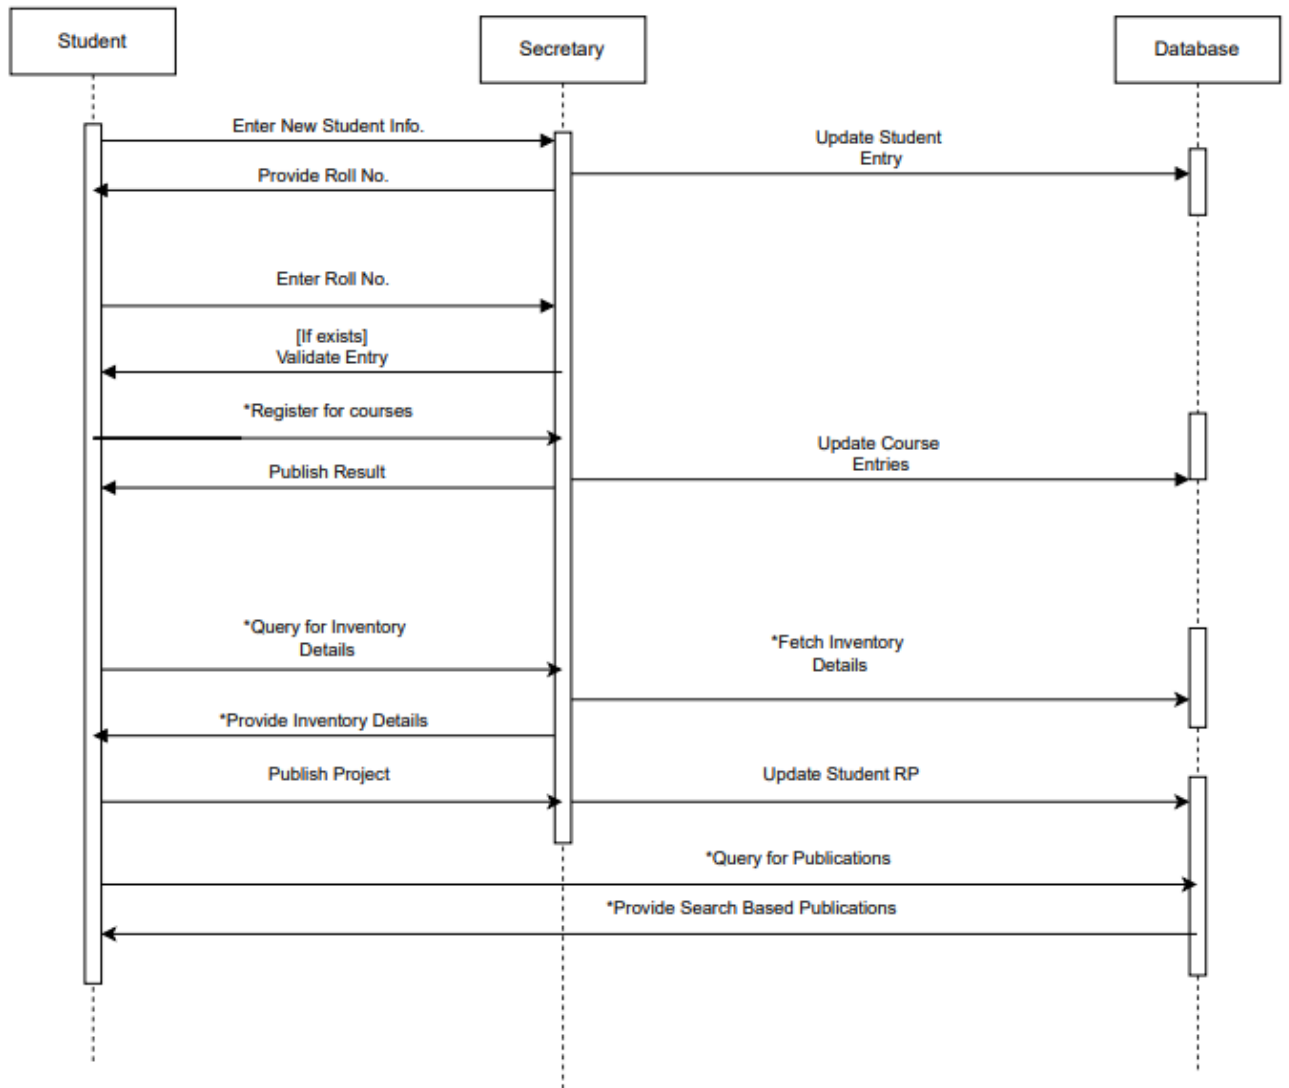 Student
Secretary
Database
Enter New Student Info.
Update Student
Entry
Provide Roll No.
Enter Roll No.
[If exists]
Validate Entry
*Register for courses
Update Course
Entries
Publish Result
*Query for Inventory
Details
*Fetch Inventory
Details
*Provide Inventory Details
Publish Project
Update Student RP
*Query for Publications
*Provide Search Based Publications